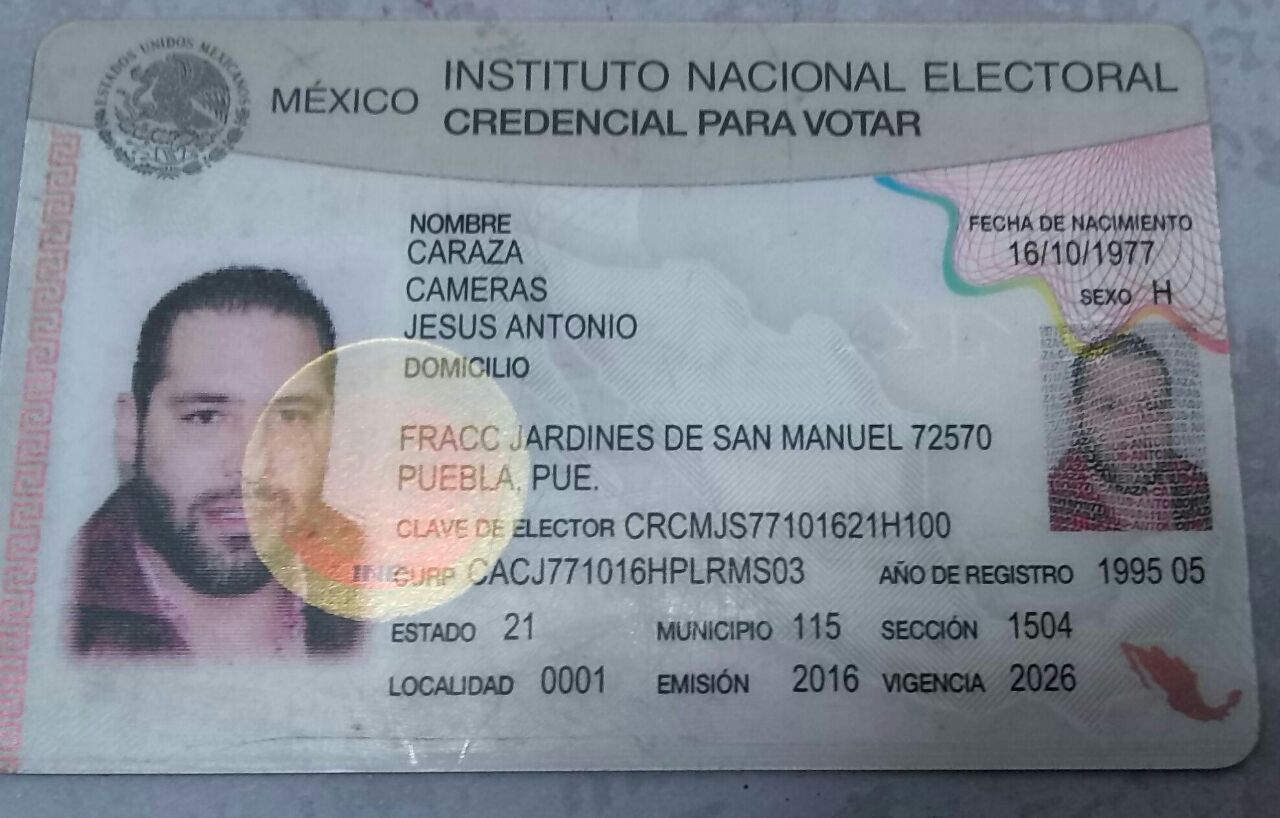 ESTADOS UNIDOS MEXICANOS
MÉXICO
INSTITUTO NACIONAL ELECTORAL
CREDENCIAL PARA VOTAR
NOMBRE
CARAZA
CAMERAS
JESUS ANTONIO
FECHA DE NACIMIENTO
16/10/1977
SEXO H
DOMICILIO
FRACC JARDINES DE SAN MANUEL 72570
PUEBLA, PUE.
CLAVE DE ELECTOR CRCMJS77101621H100
INE
CURP CACJ771016HPLRMS03 AÑO DE REGISTRO 1995 05
ESTADO 21 MUNICIPIO 115 SECCIÓN 1504
LOCALIDAD 0001 EMISIÓN 2016 VIGENCIA 2026